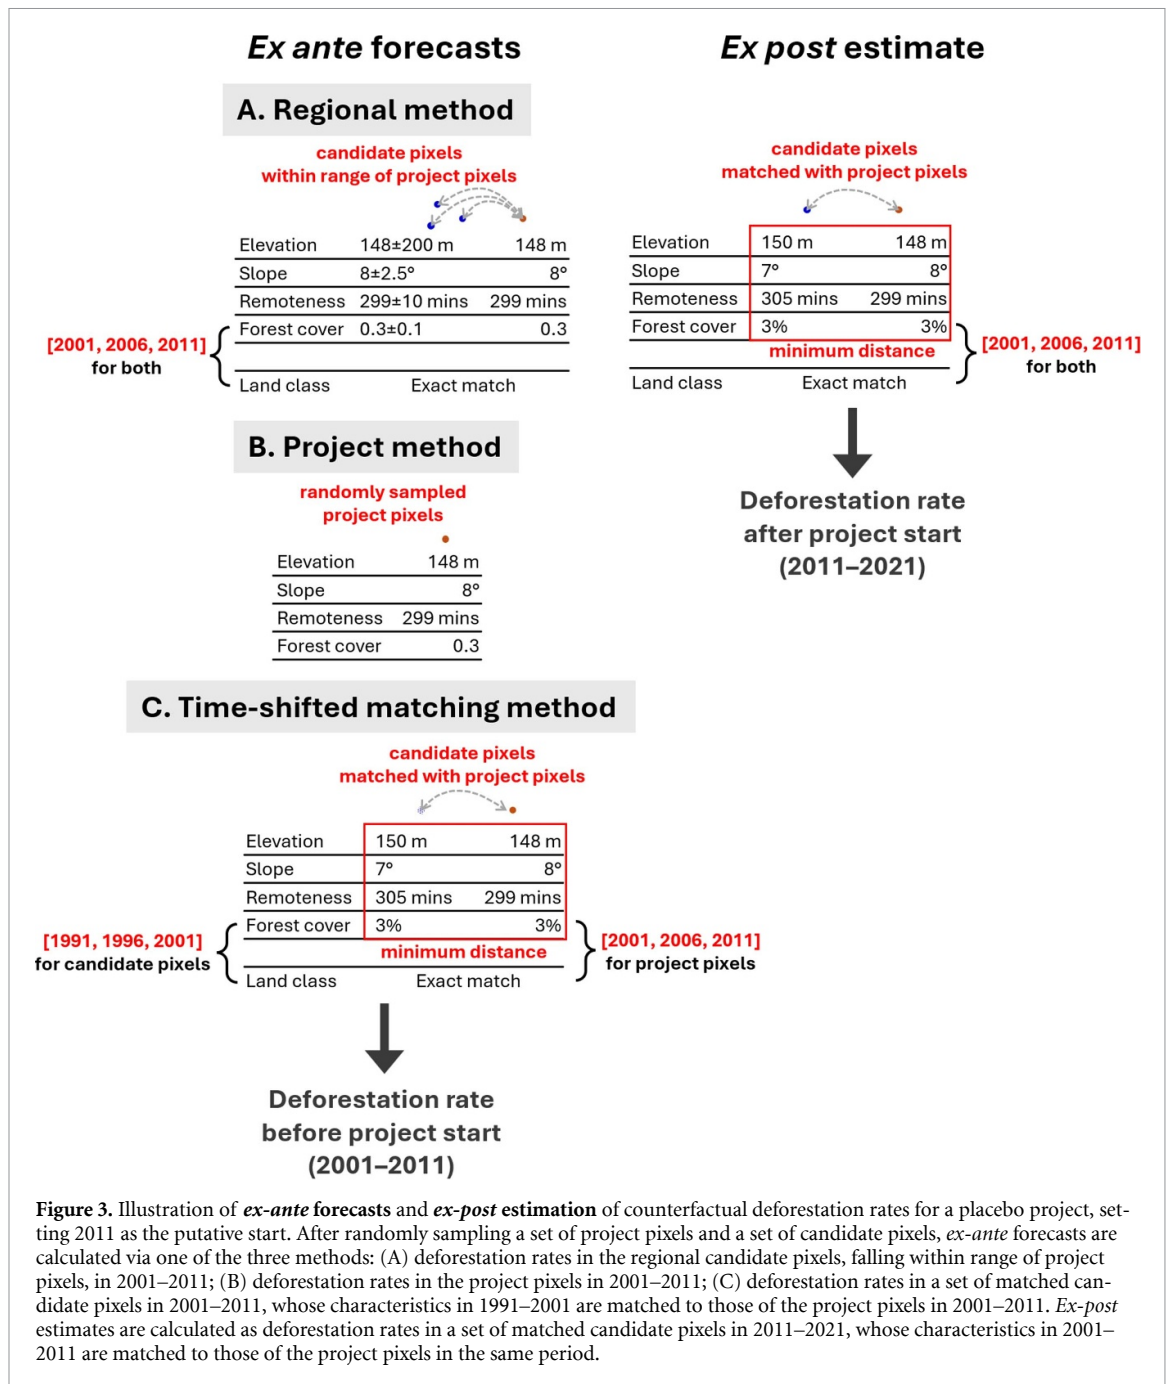 Ex ante forecasts
A. Regional method
candidate pixels
within range of project pixels
Elevation 148±200 m 148 m
Slope 8±2.5° 8°
Remoteness 299±10 mins 299 mins
Forest cover 0.3±0.1 0.3
[2001, 2006, 2011]
for both
Land class Exact match
B. Project method
randomly sampled
project pixels
Elevation 148 m
Slope 8°
Remoteness 299 mins
Forest cover 0.3
C. Time-shifted matching method
candidate pixels
matched with project pixels
Elevation 150 m 148 m
Slope 7° 8°
Remoteness 305 mins 299 mins
Forest cover 3% 3%
[1991, 1996, 2001]
for candidate pixels
minimum distance
[2001, 2006, 2011]
for project pixels
Land class Exact match
Deforestation rate
before project start
(2001–2011)
Ex post estimate
candidate pixels
matched with project pixels
Elevation 150 m 148 m
Slope 7° 8°
Remoteness 305 mins 299 mins
Forest cover 3% 3%
minimum distance
[2001, 2006, 2011]
for both
Land class Exact match
Deforestation rate
after project start
(2011–2021)
Figure 3. Illustration of ex-ante forecasts and ex-post estimation of counterfactual deforestation rates for a placebo project, set-
ting 2011 as the putative start. After randomly sampling a set of project pixels and a set of candidate pixels, ex-ante forecasts are
calculated via one of the three methods: (A) deforestation rates in the regional candidate pixels, falling within range of project
pixels, in 2001–2011; (B) deforestation rates in the project pixels in 2001–2011; (C) deforestation rates in a set of matched can-
didate pixels in 2001–2011, whose characteristics in 1991–2001 are matched to those of the project pixels in 2001–2011. Ex-post
estimates are calculated as deforestation rates in a set of matched candidate pixels in 2011–2021, whose characteristics in 2001–
2011 are matched to those of the project pixels in the same period.